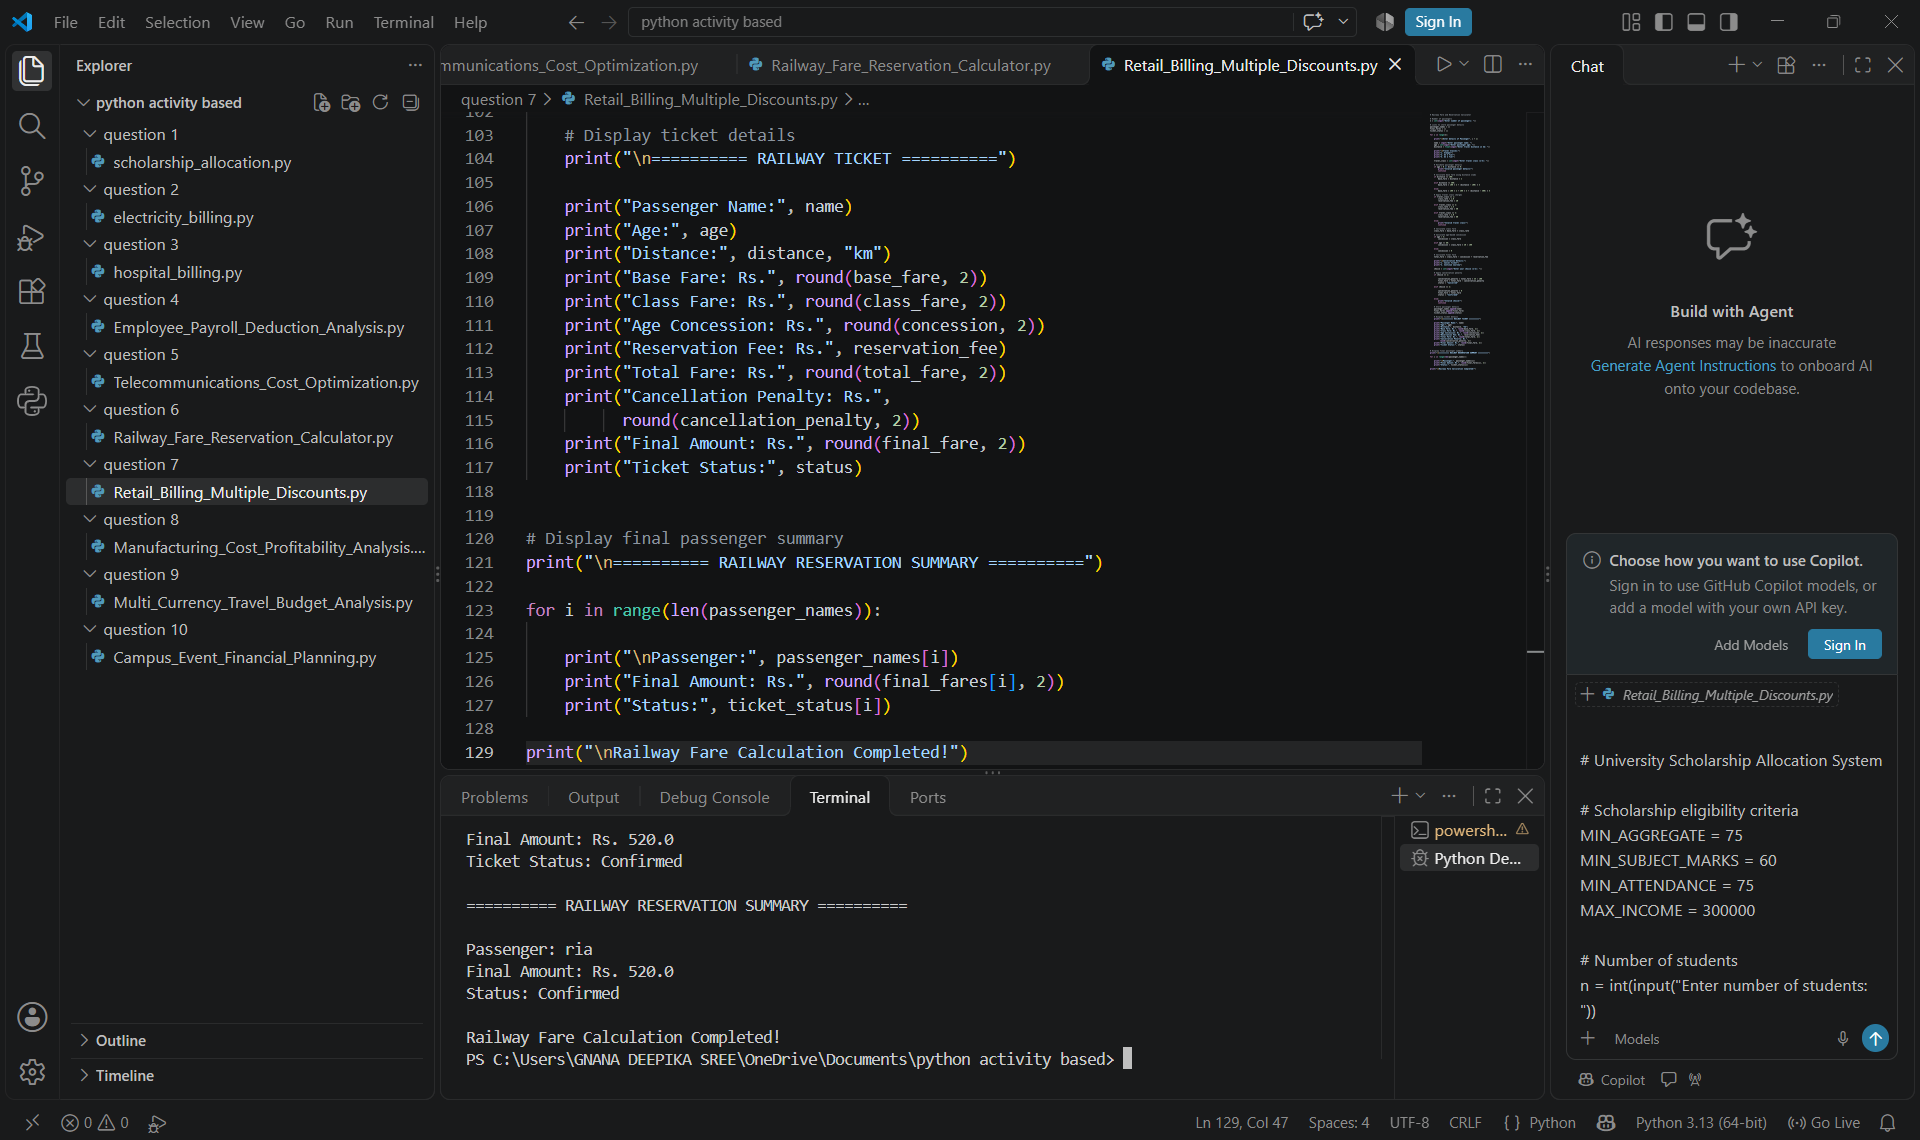 File Edit Selection View Go Run Terminal Help
python activity based
Sign In
Explorer
python activity based
question 1
scholarship_allocation.py
question 2
electricity_billing.py
question 3
hospital_billing.py
question 4
Employee_Payroll_Deduction_Analysis.py
question 5
Telecommunications_Cost_Optimization.py
question 6
Railway_Fare_Reservation_Calculator.py
question 7
Retail_Billing_Multiple_Discounts.py
question 8
Manufacturing_Cost_Profitability_Analysis....
question 9
Multi_Currency_Travel_Budget_Analysis.py
question 10
Campus_Event_Financial_Planning.py
Outline
Timeline
mmunications_Cost_Optimization.py
Railway_Fare_Reservation_Calculator.py
Retail_Billing_Multiple_Discounts.py
question 7 > Retail_Billing_Multiple_Discounts.py > ...
102
103 # Display ticket details
104 print("\n========== RAILWAY TICKET ==========")
105
106 print("Passenger Name:", name)
107 print("Age:", age)
108 print("Distance:", distance, "km")
109 print("Base Fare: Rs.", round(base_fare, 2))
110 print("Class Fare: Rs.", round(class_fare, 2))
111 print("Age Concession: Rs.", round(concession, 2))
112 print("Reservation Fee: Rs.", reservation_fee)
113 print("Total Fare: Rs.", round(total_fare, 2))
114 print("Cancellation Penalty: Rs.",
115 round(cancellation_penalty, 2))
116 print("Final Amount: Rs.", round(final_fare, 2))
117 print("Ticket Status:", status)
118
119
120 # Display final passenger summary
121 print("\n========== RAILWAY RESERVATION SUMMARY ==========")
122
123 for i in range(len(passenger_names)):
124
125 print("\nPassenger:", passenger_names[i])
126 print("Final Amount: Rs.", round(final_fares[i], 2))
127 print("Status:", ticket_status[i])
128
129 print("\nRailway Fare Calculation Completed!")
Problems Output Debug Console Terminal Ports
Final Amount: Rs. 520.0
Ticket Status: Confirmed
========== RAILWAY RESERVATION SUMMARY ==========
Passenger: ria
Final Amount: Rs. 520.0
Status: Confirmed
Railway Fare Calculation Completed!
PS C:\Users\GNANA DEEPIKA SREE\OneDrive\Documents\python activity based>
powersh...
Python De...
Chat
Build with Agent
AI responses may be inaccurate
Generate Agent Instructions to onboard AI
onto your codebase.
Choose how you want to use Copilot.
Sign in to use GitHub Copilot models, or
add a model with your own API key.
Add Models Sign In
Retail_Billing_Multiple_Discounts.py
# University Scholarship Allocation System
# Scholarship eligibility criteria
MIN_AGGREGATE = 75
MIN_SUBJECT_MARKS = 60
MIN_ATTENDANCE = 75
MAX_INCOME = 300000
# Number of students
n = int(input("Enter number of students:
"))
Models
Copilot
0 0
Ln 129, Col 47 Spaces: 4 UTF-8 CRLF { } Python Python 3.13 (64-bit) Go Live